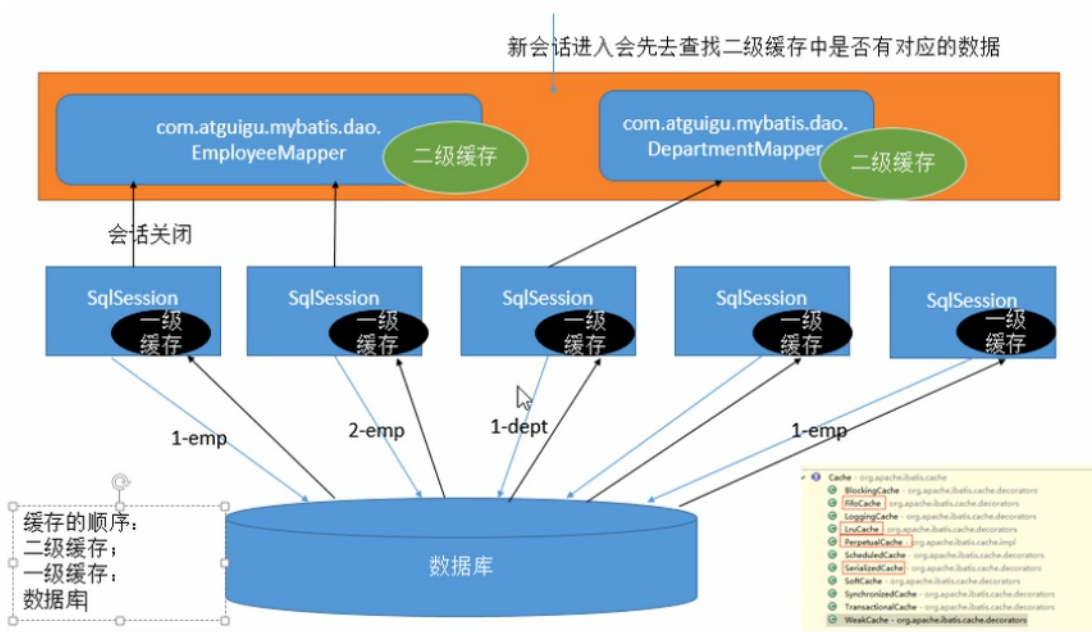 新会话进入会先去查找二级缓存中是否有对应的数据
com.atguigu.mybatis.dao.
EmployeeMapper
二级缓存
com.atguigu.mybatis.dao.
DepartmentMapper
二级缓存
会话关闭
SqlSession
一级
缓存
SqlSession
一级
缓存
SqlSession
一级
缓存
SqlSession
一级
缓存
SqlSession
一级
缓存
1-emp
2-emp
1-dept
1-emp
缓存的顺序：
二级缓存；
一级缓存：
数据库
数据库
Cache - org.apache.ibatis.cache
BlockingCache - org.apache.ibatis.cache.decorators
FifoCache - org.apache.ibatis.cache.decorators
LoggingCache - org.apache.ibatis.cache.decorators
LruCache - org.apache.ibatis.cache.decorators
PerpetualCache - org.apache.ibatis.cache.impl
ScheduledCache - org.apache.ibatis.cache.decorators
SerializedCache - org.apache.ibatis.cache.decorators
SoftCache - org.apache.ibatis.cache.decorators
SynchronizedCache - org.apache.ibatis.cache.decorators
TransactionalCache - org.apache.ibatis.cache.decorators
WeakCache - org.apache.ibatis.cache.decorators